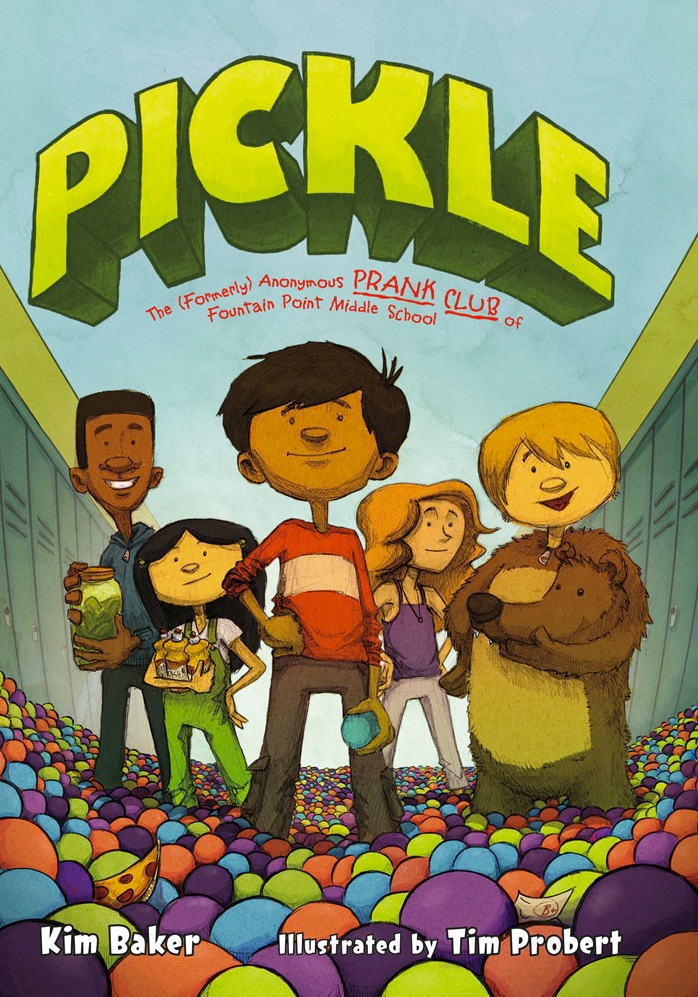 PICKLE
The (Formerly) Anonymous PRANK CLUB of
Fountain Point Middle School
B+
Kim Baker Illustrated by Tim Probert